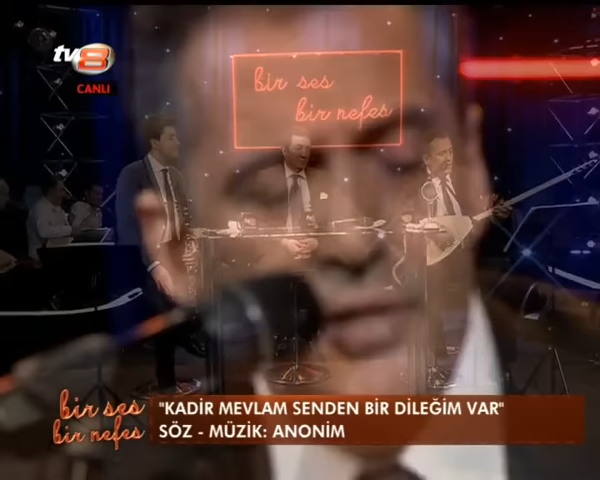 tv8
CANLI
bir ses
bir nefes
bir ses
bir nefes
"KADİR MEVLAM SENDEN BİR DİLEĞİM VAR"
SÖZ - MÜZİK: ANONİM